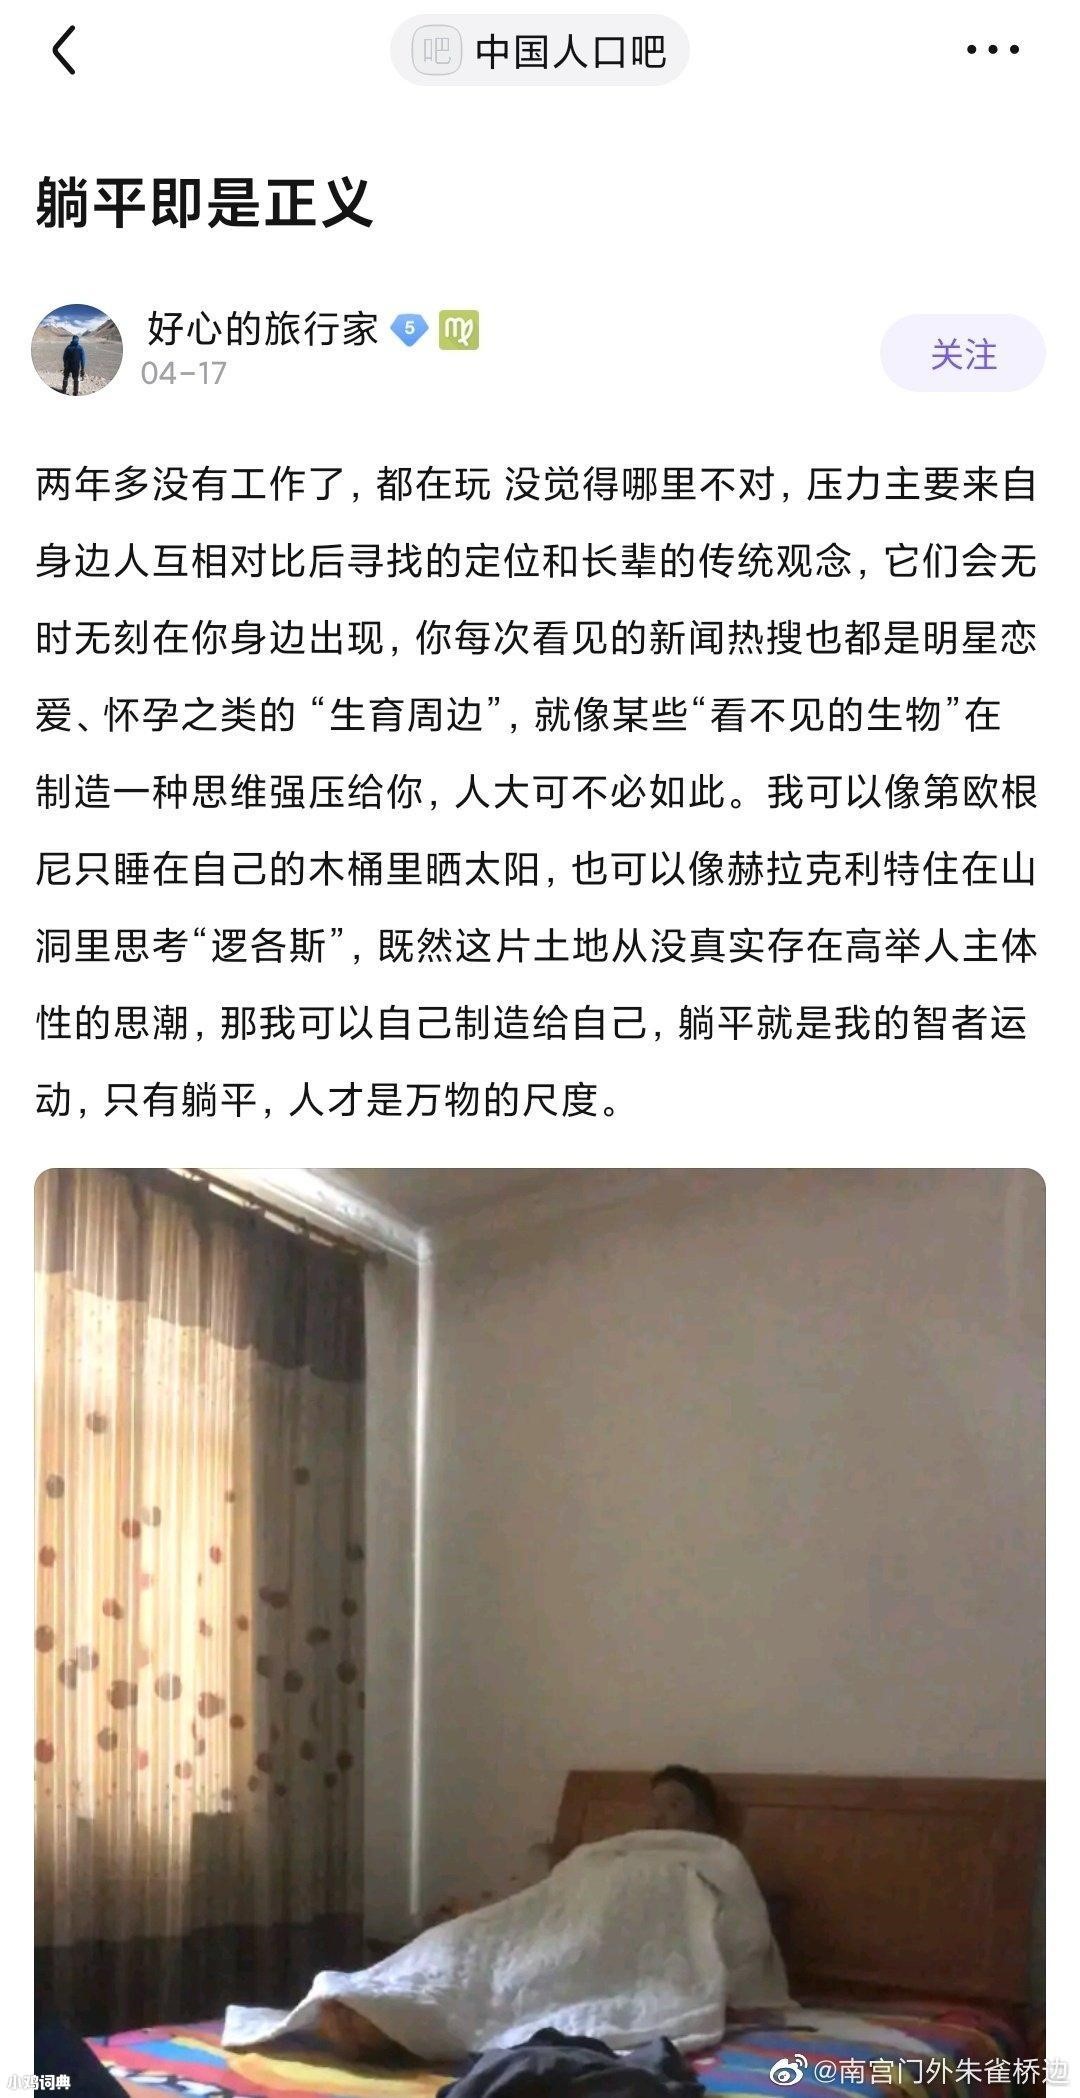 吧 中国人口吧
躺平即是正义
好心的旅行家 5
04-17
关注
两年多没有工作了，都在玩 没觉得哪里不对，压力主要来自
身边人互相对比后寻找的定位和长辈的传统观念，它们会无
时无刻在你身边出现，你每次看见的新闻热搜也都是明星恋
爱、怀孕之类的 “生育周边”，就像某些“看不见的生物”在
制造一种思维强压给你，人大可不必如此。我可以像第欧根
尼只睡在自己的木桶里晒太阳，也可以像赫拉克利特住在山
洞里思考“逻各斯”，既然这片土地从没真实存在高举人主体
性的思潮，那我可以自己制造给自己，躺平就是我的智者运
动，只有躺平，人才是万物的尺度。
小鸡词典
@南宫门外朱雀桥边